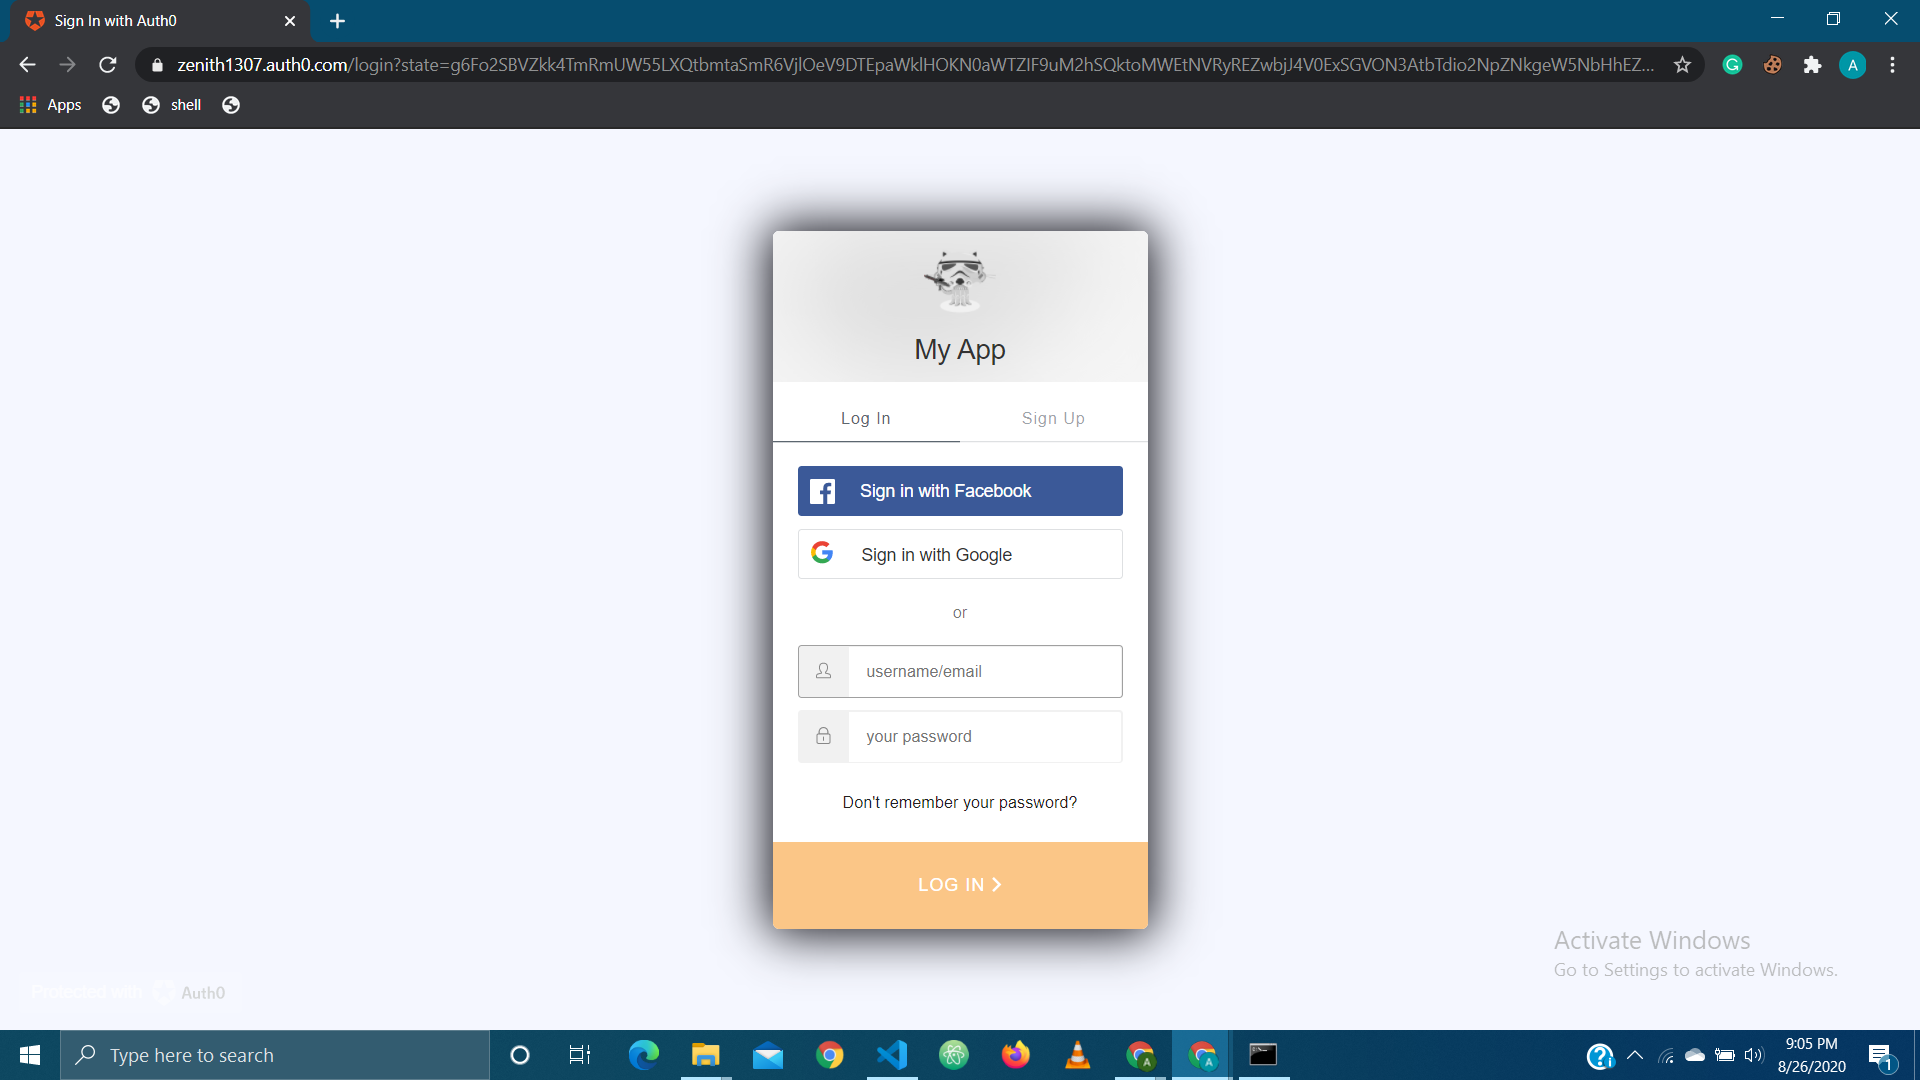 Sign In with Auth0
zenith1307.auth0.com/login?state=g6Fo2SBVZkk4TmRmUW55LXQtbmtaSmR6VjlOeV9DTEpaWklHOKN0aWTZIF9uM2hSQktoMWEtNVRyREZwbjJ4V0ExSGVON3AtbTdio2NpZNkgeW5NbHhEZ...
A
Apps
shell
My App
Log In
Sign Up
Sign in with Facebook
Sign in with Google
or
username/email
your password
Don't remember your password?
LOG IN
Activate Windows
Go to Settings to activate Windows.
Protected with Auth0
Type here to search
9:05 PM
8/26/2020
1